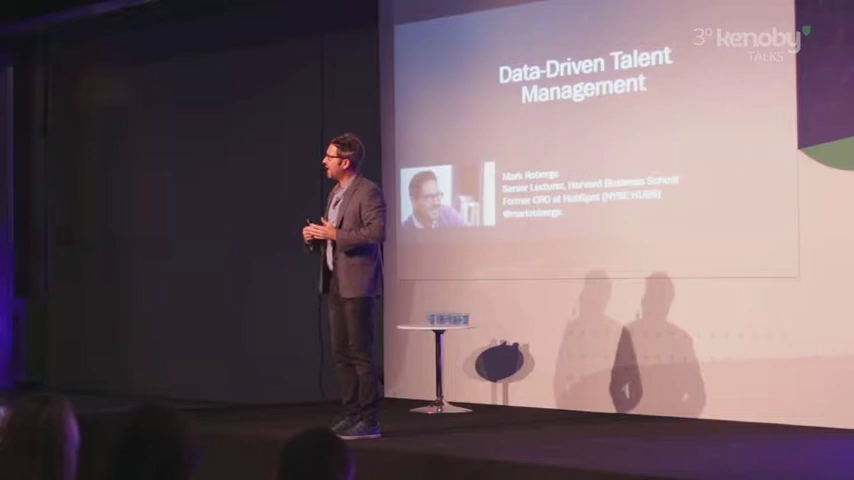 3º kenoby
TALKS
Data-Driven Talent
Management
Mark Roberge
Senior Lecturer, Harvard Business School
Former CRO at HubSpot (NYSE:HUBS)
@markroberge